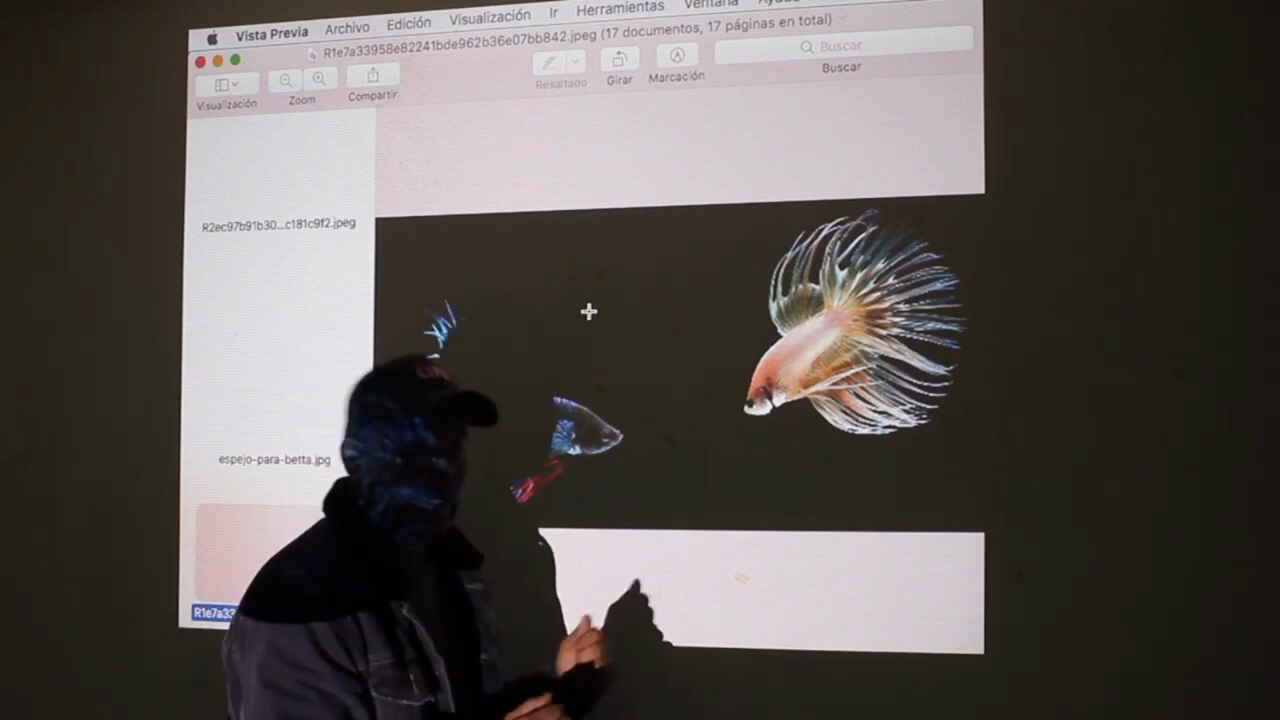 Vista Previa Archivo Edición Visualización Ir Herramientas Ventana
R1e7a33958e82241bde962b36e07bb842.jpeg (17 documentos, 17 páginas en total)
Visualización Zoom Compartir Resaltado Girar Marcación Buscar
Buscar
R2ec97b91b30...c181c9f2.jpeg
espejo-para-betta.jpg
R1e7a33